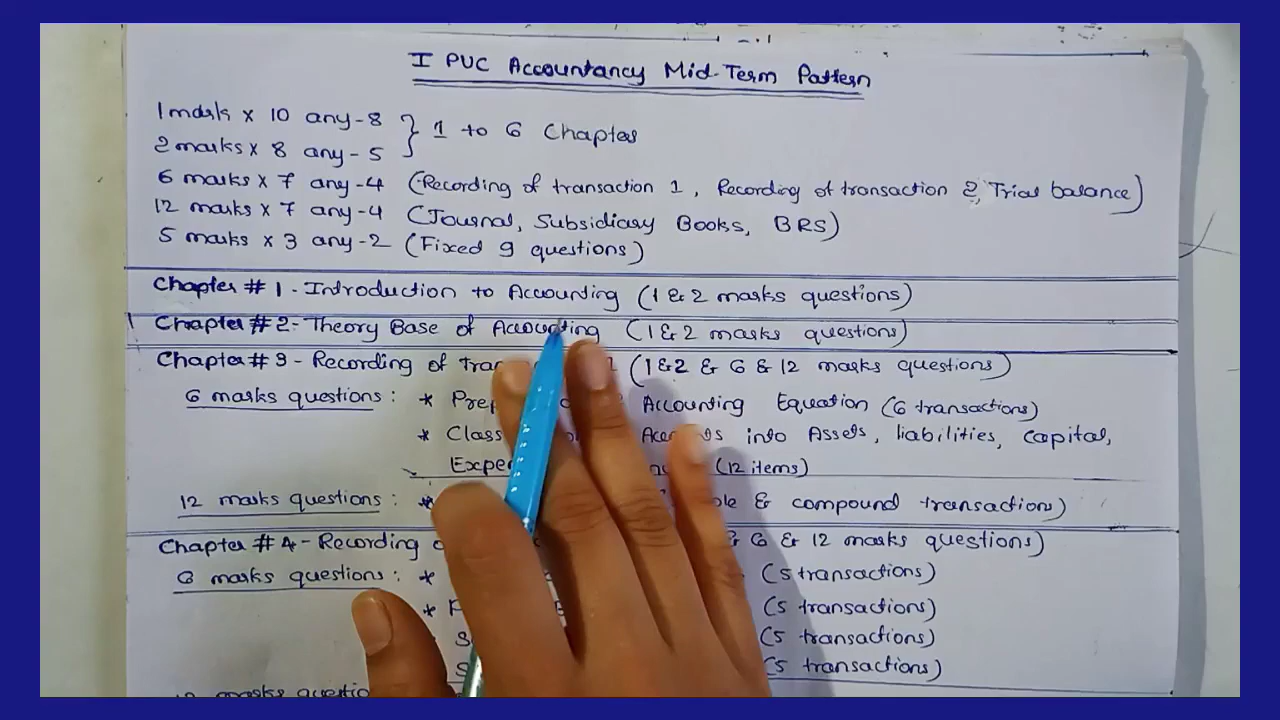 I PUC Accountancy Mid-Term Pattern
1 mark x 10 any-8
2 marks x 8 any-5
} 1 to 6 Chapter
6 marks x 7 any-4 (Recording of transaction 1, Recording of transaction 2, Trial balance)
12 marks x 7 any-4 (Journal, Subsidiary Books, BRS)
5 marks x 3 any-2 (Fixed 9 questions)
Chapter # 1 - Introduction to Accounting (1 & 2 marks questions)
Chapter # 2 - Theory Base of Accounting (1 & 2 marks questions)
Chapter # 3 - Recording of (1 & 2 & 6 & 12 marks questions)
6 marks questions : * Accounting Equation (6 transactions)
* into Assets, liabilities, Capital,
(12 items)
12 marks questions : * & compound transactions)
Chapter # 4 - Recording & 6 & 12 marks questions)
6 marks questions : * (5 transactions)
* (5 transactions)
(5 transactions)
(5 transactions)
12 marks